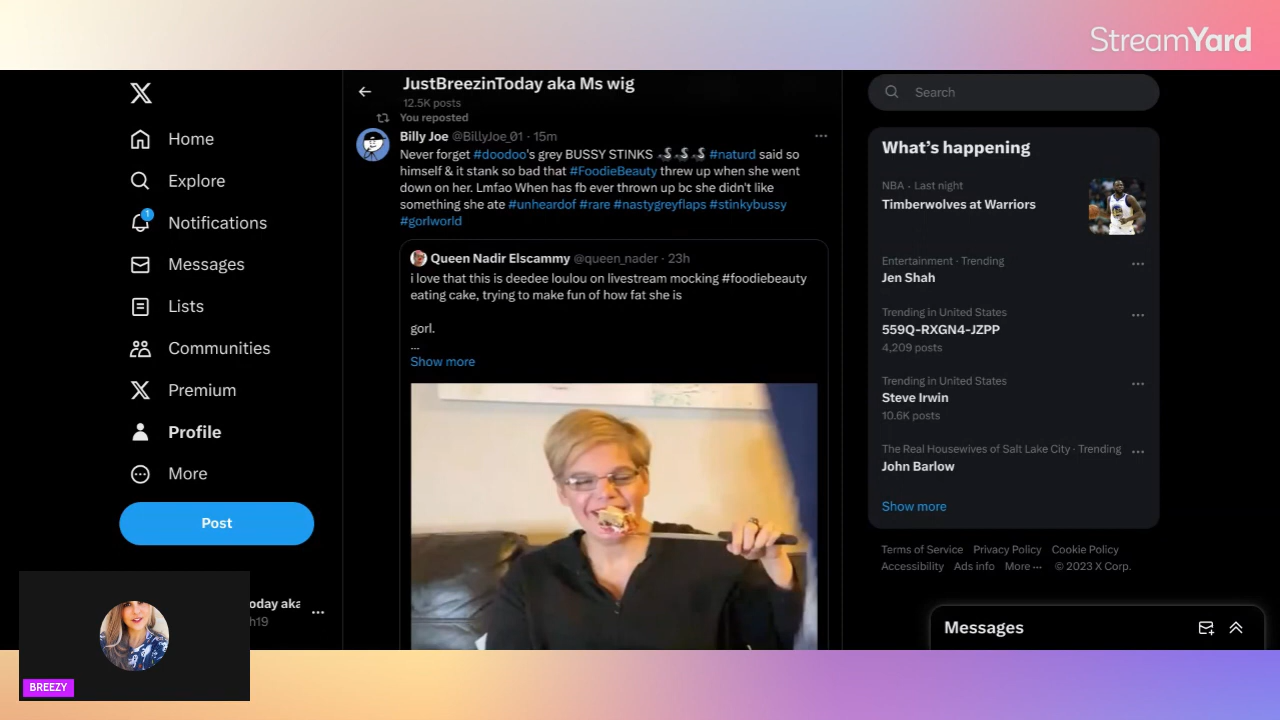 StreamYard
Home
Explore
1
Notifications
Messages
Lists
Communities
Premium
Profile
More
Post
oday aka
h19
BREEZY
JustBreezinToday aka Ms wig
12.5K posts
You reposted
Billy Joe @BillyJoe_01 · 15m
Never forget #doodoo's grey BUSSY STINKS #naturd said so
himself & it stank so bad that #FoodieBeauty threw up when she went
down on her. Lmfao When has fb ever thrown up bc she didn't like
something she ate #unheardof #rare #nastygreyflaps #stinkybussy
#gorlworld
Queen Nadir Elscammy @queen_nader · 23h
i love that this is deedee loulou on livestream mocking #foodiebeauty
eating cake, trying to make fun of how fat she is
gorl.
...
Show more
Search
What's happening
NBA · Last night
Timberwolves at Warriors
Entertainment · Trending
Jen Shah
Trending in United States
559Q-RXGN4-JZPP
4,209 posts
Trending in United States
Steve Irwin
10.6K posts
The Real Housewives of Salt Lake City · Trending
John Barlow
Show more
Terms of Service Privacy Policy Cookie Policy
Accessibility Ads info More ··· © 2023 X Corp.
Messages